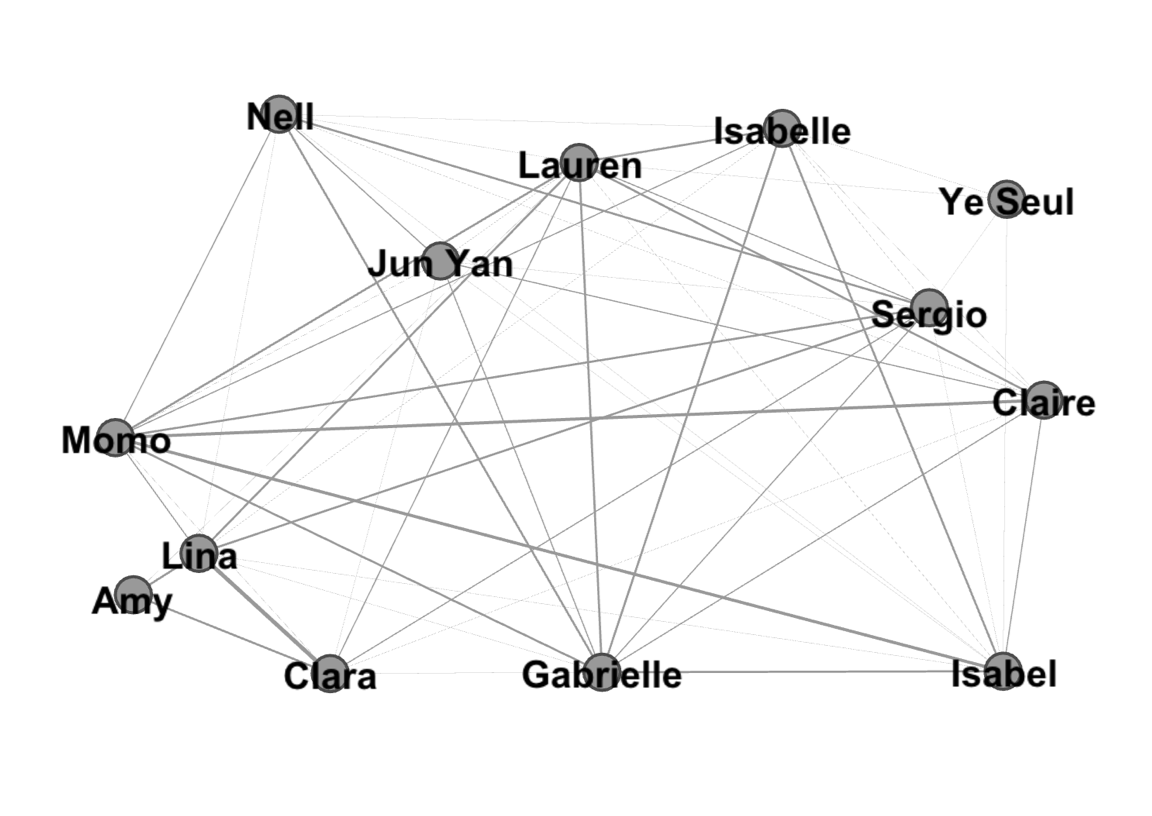 Nell
Isabelle
Lauren
Ye Seul
Jun Yan
Sergio
Claire
Momo
Lina
Amy
Clara
Gabrielle
Isabel